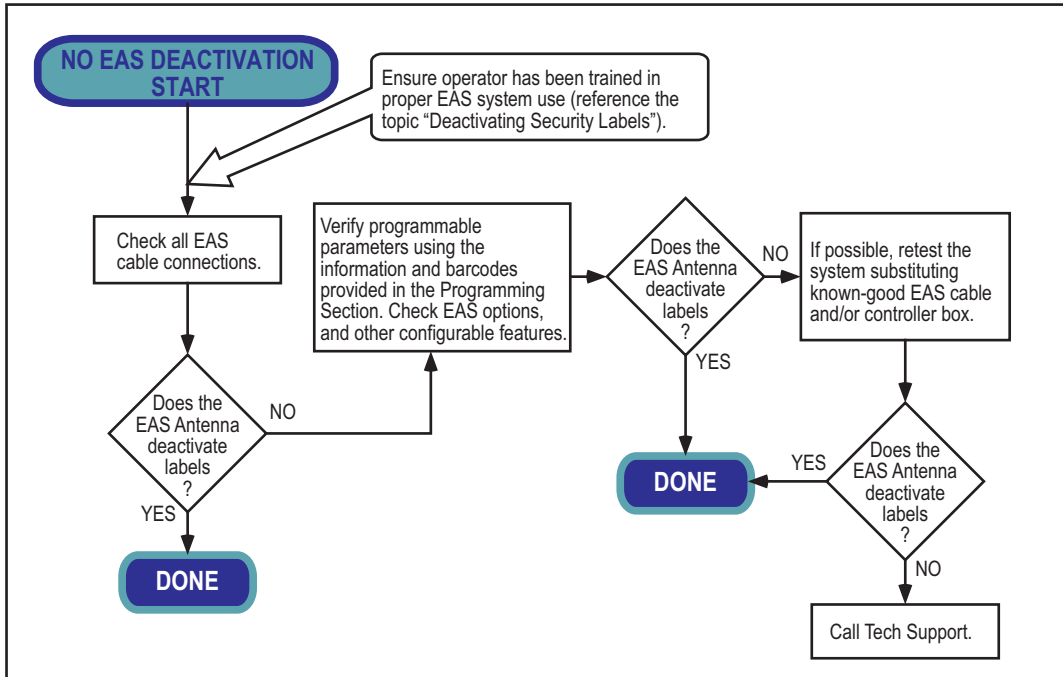 NO EAS DEACTIVATION
START
Ensure operator has been trained in
proper EAS system use (reference the
topic “Deactivating Security Labels”).
Check all EAS
cable connections.
Does the
EAS Antenna
deactivate
labels
?
NO
YES
DONE
Verify programmable
parameters using the
information and barcodes
provided in the Programming
Section. Check EAS options,
and other configurable features.
Does the
EAS Antenna
deactivate
labels
?
NO
YES
DONE
If possible, retest the
system substituting
known-good EAS cable
and/or controller box.
Does the
EAS Antenna
deactivate
labels
?
YES
NO
Call Tech Support.